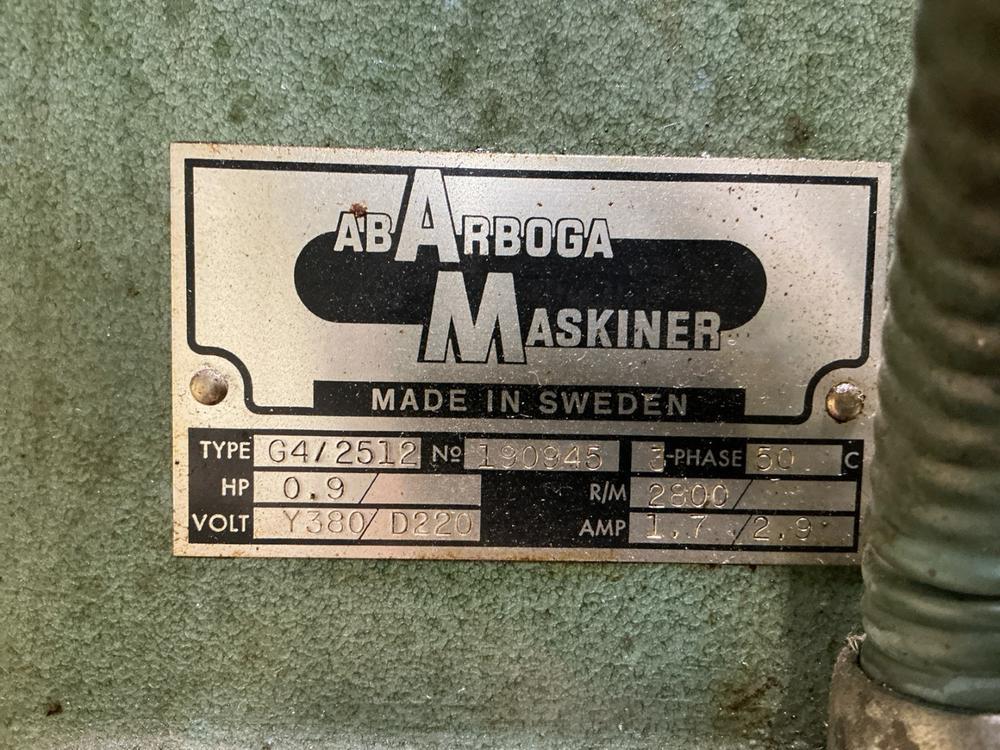 AB ARBOGA
MASKINER
MADE IN SWEDEN
TYPE G4/2512 № 190945 3-PHASE 50 C
HP 0.9/ R/M 2800/
VOLT Y380/D220 AMP 1.7/2.9